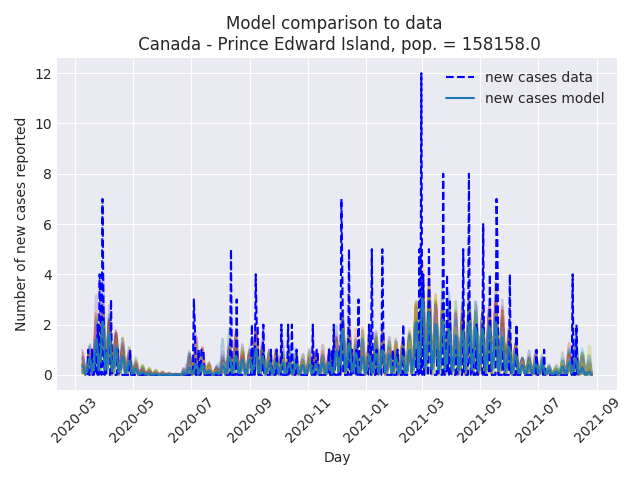 Model comparison to data
Canada - Prince Edward Island, pop. = 158158.0
new cases data
new cases model
Number of new cases reported
12
10
8
6
4
2
0
2020-03
2020-05
2020-07
2020-09
2020-11
2021-01
2021-03
2021-05
2021-07
2021-09
Day